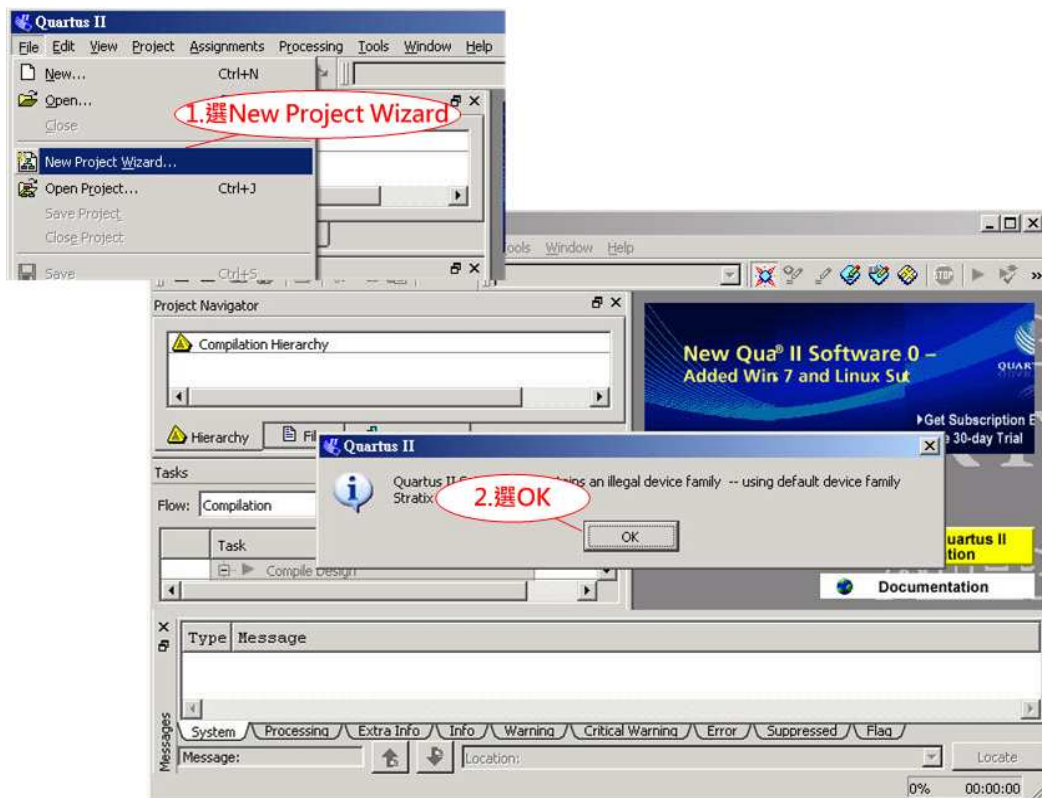 Quartus II
File Edit View Project Assignments Processing Tools Window Help
New... Ctrl+N
Open...
Close
1.選New Project Wizard
New Project Wizard...
Open Project... Ctrl+J
Save Project
Close Project
Save Ctrl+S
Window Help
Project Navigator
Compilation Hierarchy
New Qua® II Software 0 –
Added Win 7 and Linux Sut
QUAR
Get Subscription E
30-day Trial
Hierarchy
Quartus II
Tasks
Quartus II an illegal device family -- using default device family
Stratix
2.選OK
Flow: Compilation
OK
Task
Compile Design
uartus II
tion
Documentation
Type Message
System Processing Extra Info Info Warning Critical Warning Error Suppressed Flag
Messages
Message: Location: Locate
0% 00:00:00